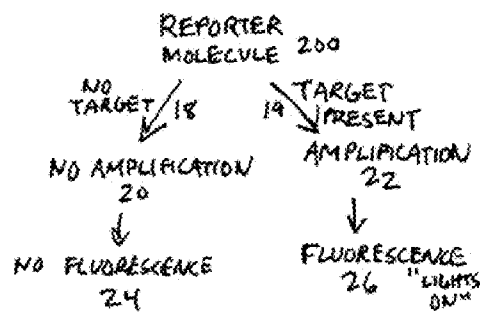 REPORTER
MOLECULE 200
NO
TARGET 18
19 TARGET
PRESENT
NO AMPLIFICATION
20
AMPLIFICATION
22
NO FLUORESCENCE
24
FLUORESCENCE
26 "LIGHTS
ON"